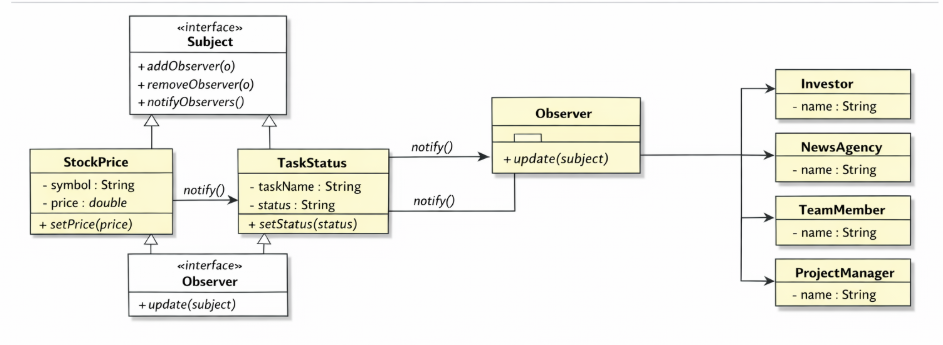 «interface»
Subject
+ addObserver(o)
+ removeObserver(o)
+ notifyObservers()
StockPrice
- symbol : String
- price : double
+ setPrice(price)
notify()
TaskStatus
- taskName : String
- status : String
+ setStatus(status)
notify()
notify()
Observer
+ update(subject)
«interface»
Observer
+ update(subject)
Investor
- name : String
NewsAgency
- name : String
TeamMember
- name : String
ProjectManager
- name : String